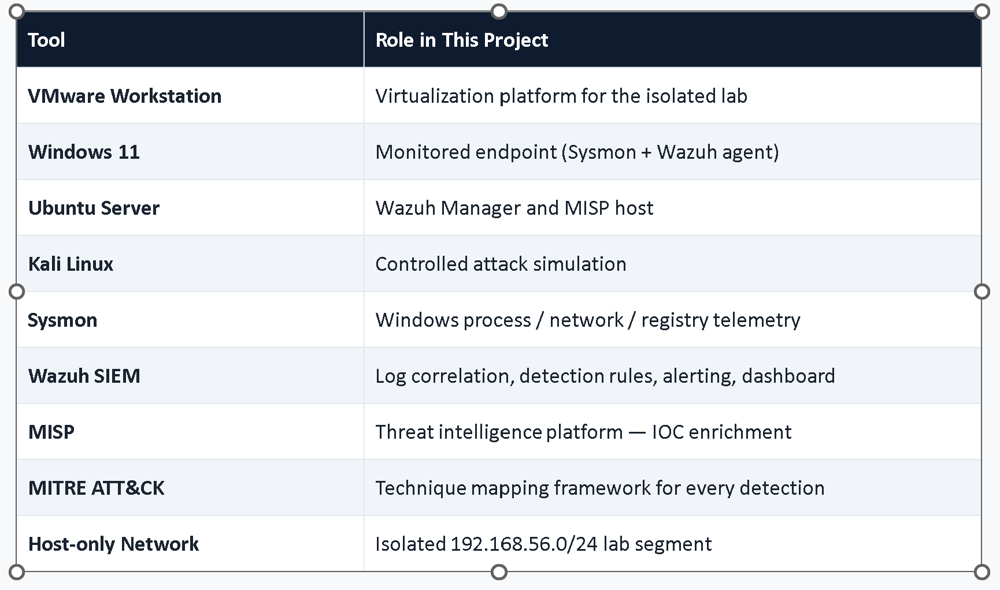 Tool
Role in This Project
VMware Workstation
Virtualization platform for the isolated lab
Windows 11
Monitored endpoint (Sysmon + Wazuh agent)
Ubuntu Server
Wazuh Manager and MISP host
Kali Linux
Controlled attack simulation
Sysmon
Windows process / network / registry telemetry
Wazuh SIEM
Log correlation, detection rules, alerting, dashboard
MISP
Threat intelligence platform — IOC enrichment
MITRE ATT&CK
Technique mapping framework for every detection
Host-only Network
Isolated 192.168.56.0/24 lab segment